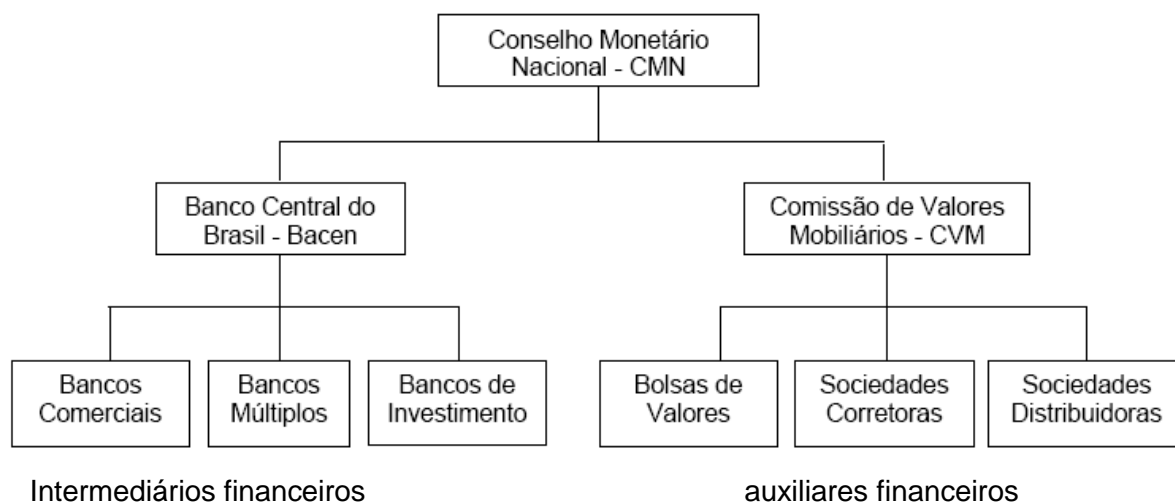 Conselho Monetário
Nacional - CMN
Banco Central do
Brasil - Bacen
Comissão de Valores
Mobiliários - CVM
Bancos
Comerciais
Bancos
Múltiplos
Bancos de
Investimento
Bolsas de
Valores
Sociedades
Corretoras
Sociedades
Distribuidoras
Intermediários financeiros
auxiliares financeiros